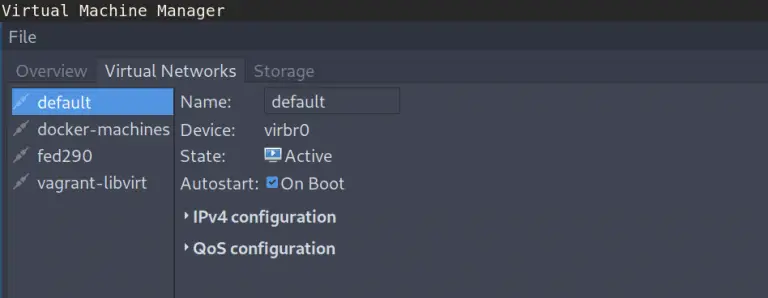 Virtual Machine Manager
File
Overview Virtual Networks Storage
default
docker-machines
fed290
vagrant-libvirt
Name: default
Device: virbr0
State: Active
Autostart: On Boot
IPv4 configuration
QoS configuration